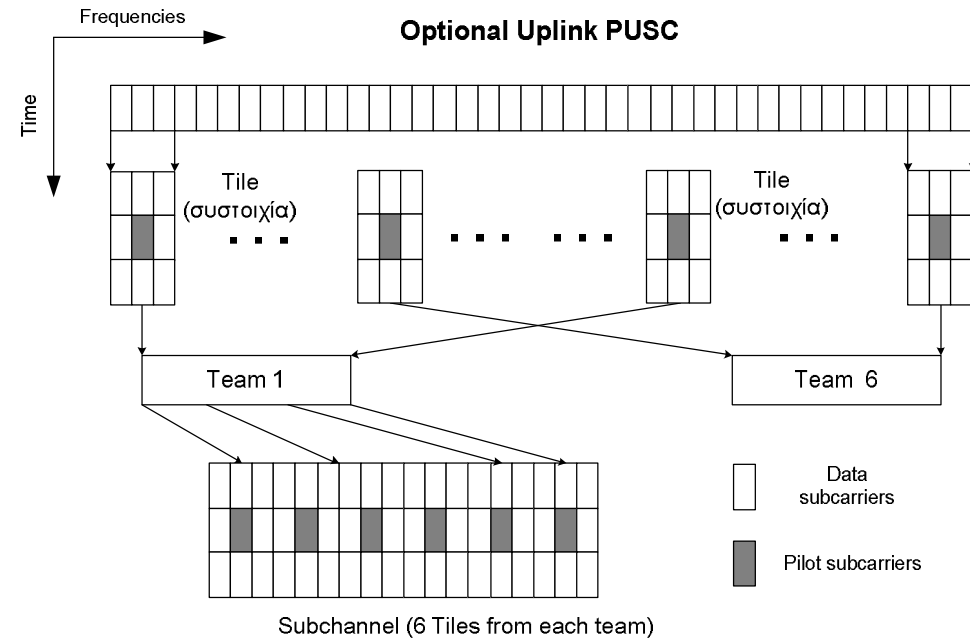 Frequencies
Optional Uplink PUSC
Time
Tile
(συστοιχία)
Tile
(συστοιχία)
Team 1
Team 6
Data
subcarriers
Pilot subcarriers
Subchannel (6 Tiles from each team)